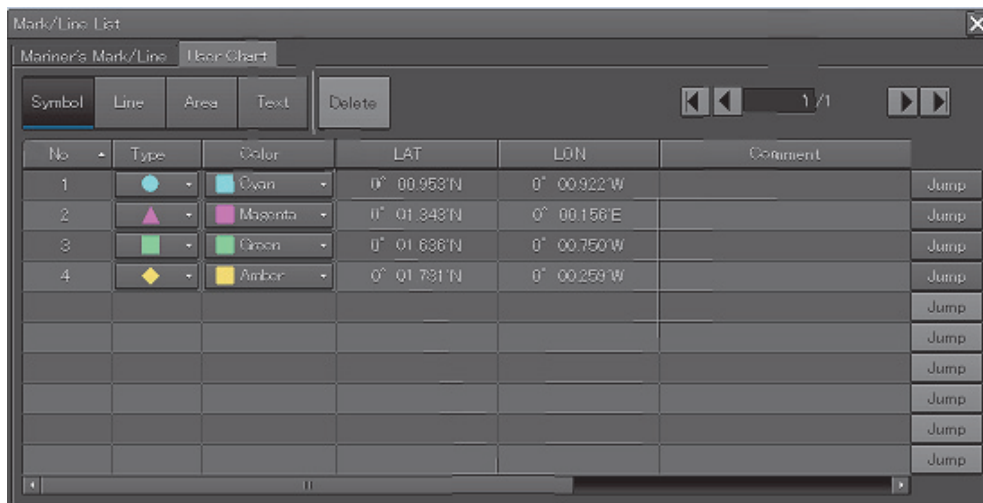 Mark/Line List
Mariner's Mark/Line User Chart
Symbol Line Area Text Delete 1 /1
No Type Color LAT LON Comment
1 Cyan 0° 00.953'N 0° 00.922'W Jump
2 Magenta 0° 01.343'N 0° 00.156'E Jump
3 Green 0° 01.636'N 0° 00.750'W Jump
4 Amber 0° 01.781'N 0° 00.259'W Jump
Jump
Jump
Jump
Jump
Jump
Jump